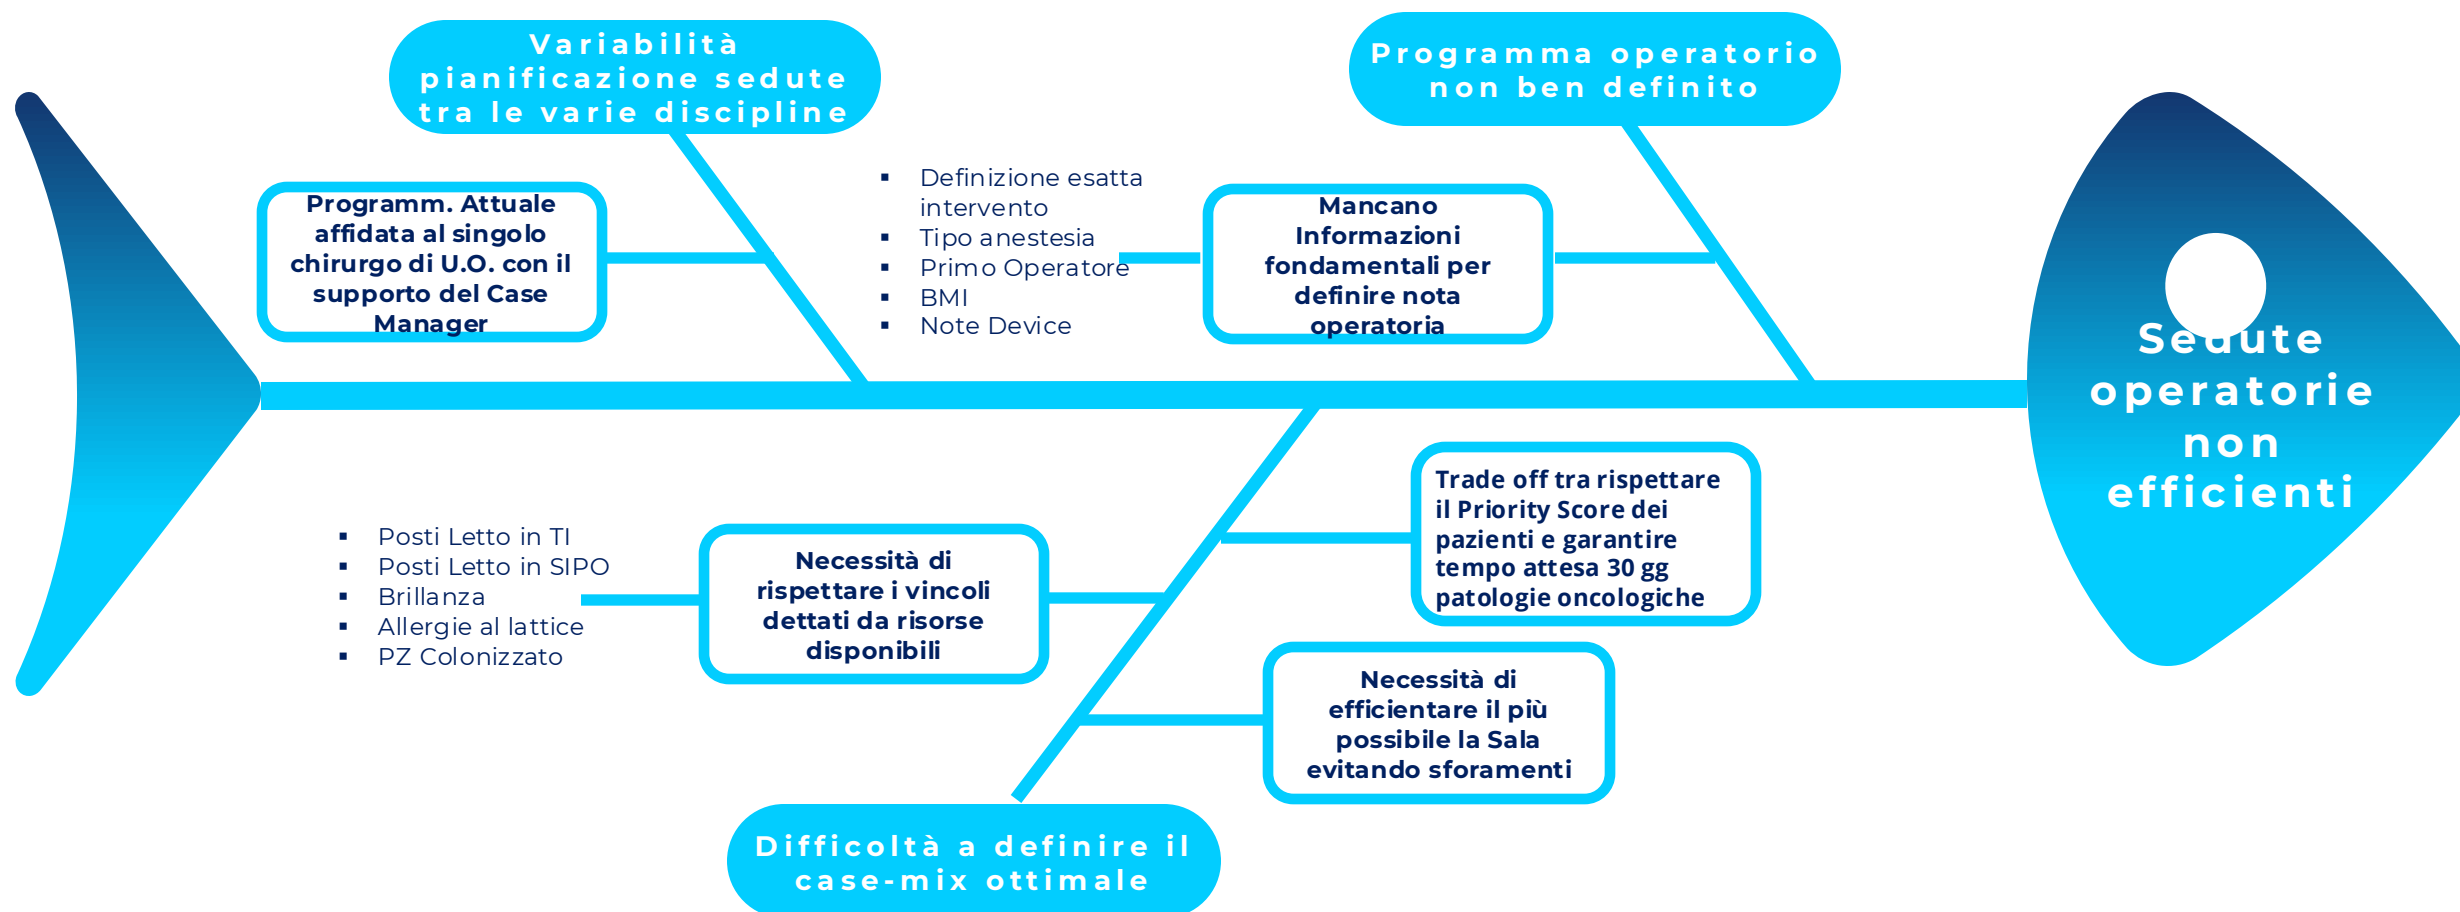 Variabilità
pianificazione sedute
tra le varie discipline
Programma operatorio
non ben definito
Programm. Attuale
affidata al singolo
chirurgo di U.O. con il
supporto del Case
Manager
▪ Definizione esatta
intervento
▪ Tipo anestesia
▪ Primo Operatore
▪ BMI
▪ Note Device
Mancano
Informazioni
fondamentali per
definire nota
operatoria
Sedute
operatorie
non
efficienti
▪ Posti Letto in TI
▪ Posti Letto in SIPO
▪ Brillanza
▪ Allergie al lattice
▪ PZ Colonizzato
Necessità di
rispettare i vincoli
dettati da risorse
disponibili
Trade off tra rispettare
il Priority Score dei
pazienti e garantire
tempo attesa 30 gg
patologie oncologiche
Necessità di
efficientare il più
possibile la Sala
evitando sforamenti
Difficoltà a definire il
case-mix ottimale